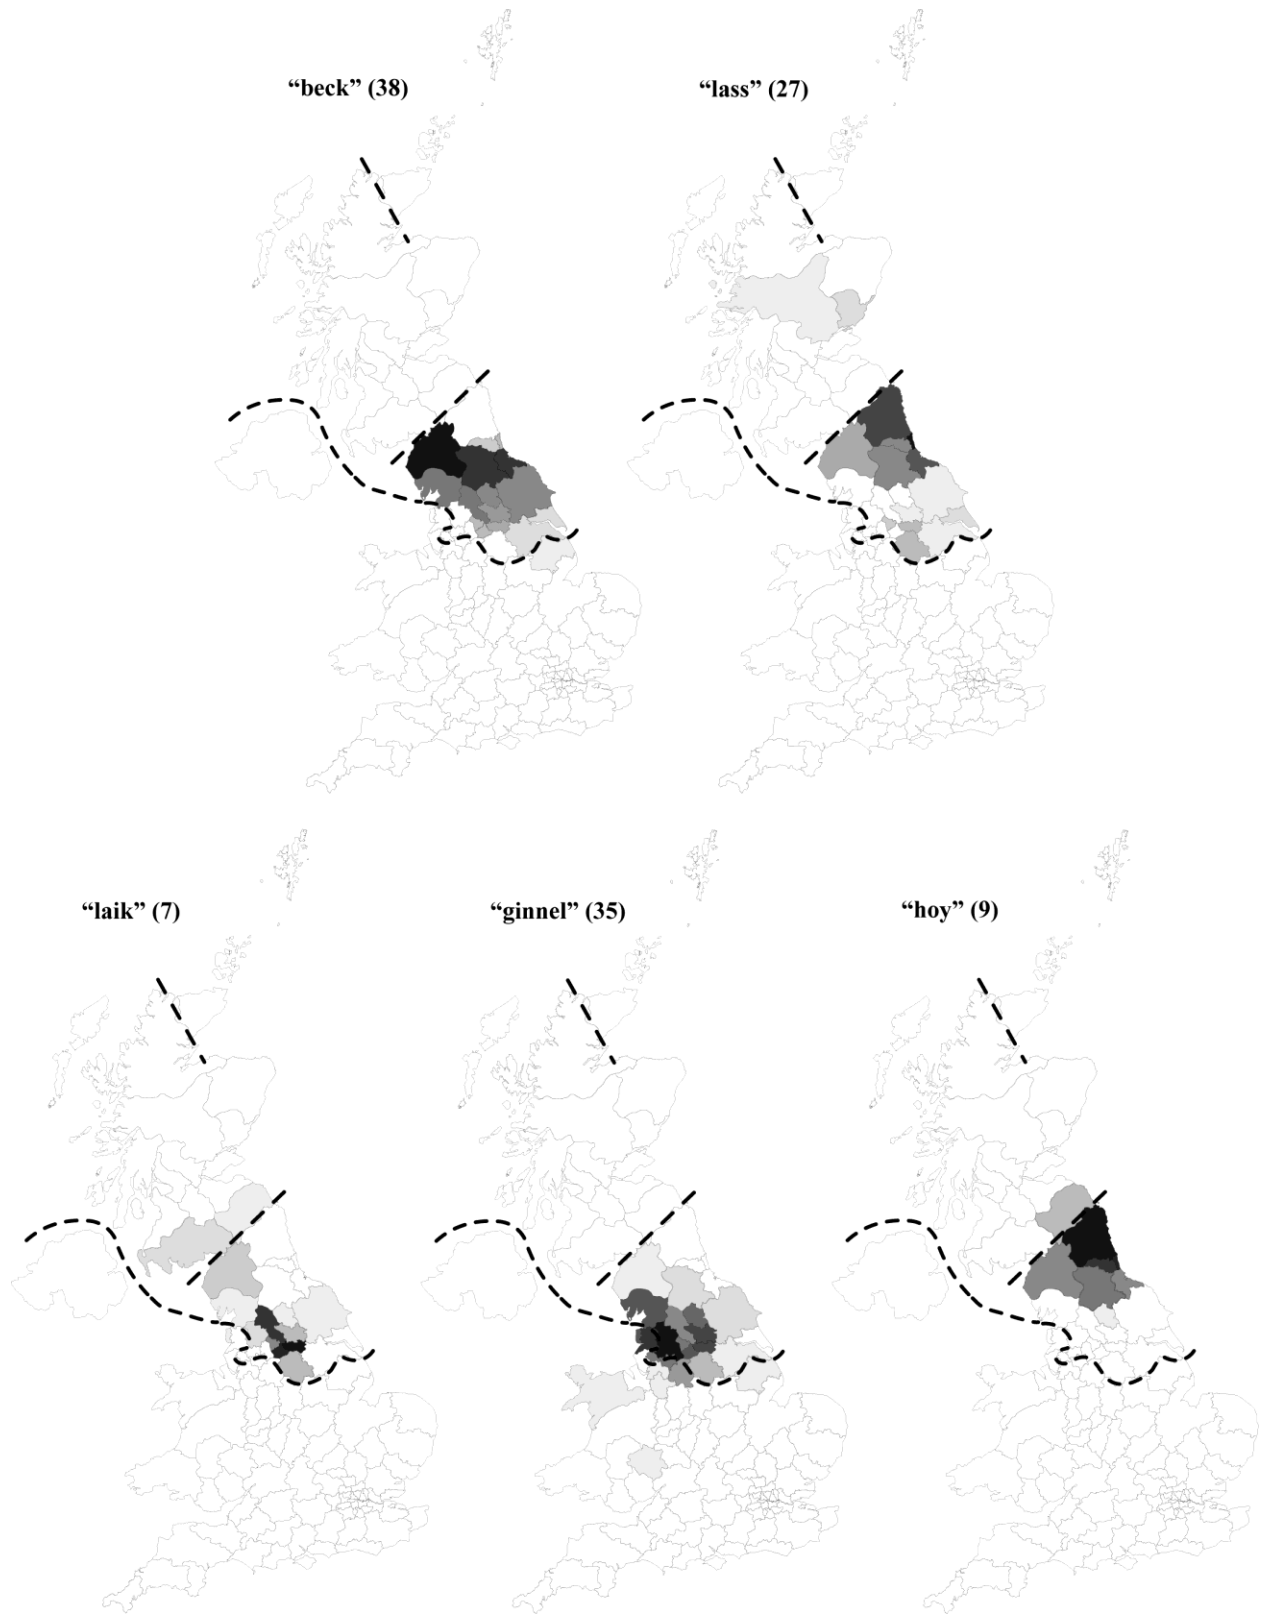 “beck” (38)
“lass” (27)
“laik” (7)
“ginnel” (35)
“hoy” (9)